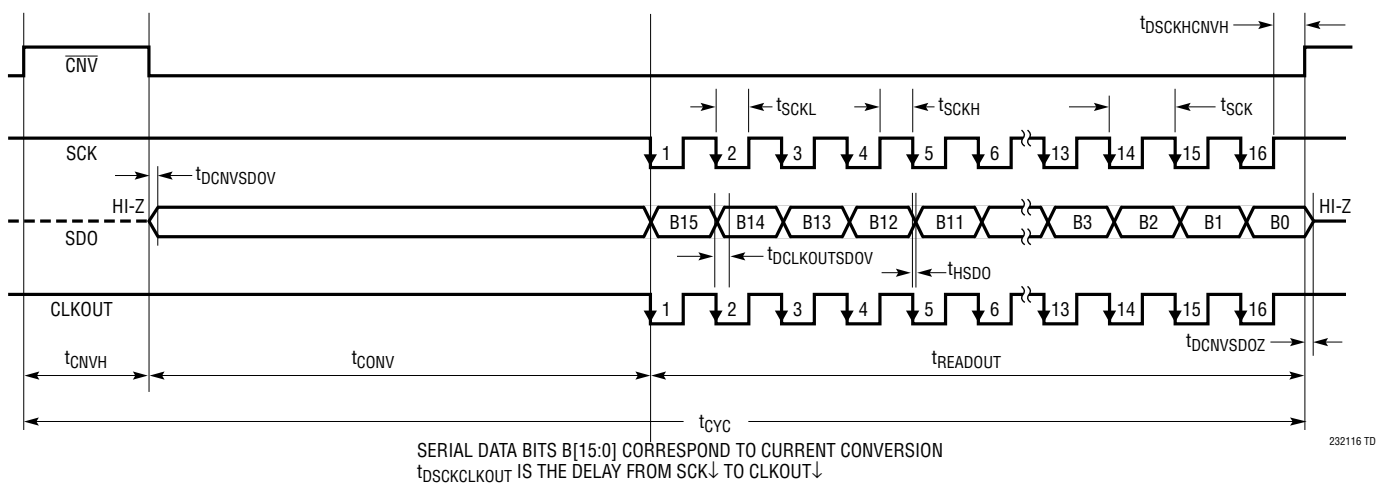 tDSCKHCNVH
CNV
tSCKL
tSCKH
tSCK
SCK
1 2 3 4 5 6 13 14 15 16
tDCNVSDOV
HI-Z
SDO
B15 B14 B13 B12 B11 B3 B2 B1 B0
HI-Z
tDCLKOUTSDOV
tHSDO
CLKOUT
1 2 3 4 5 6 13 14 15 16
tDCNVSDOZ
tCNVH
tCONV
tREADOUT
tCYC
SERIAL DATA BITS B[15:0] CORRESPOND TO CURRENT CONVERSION
tDSCKCLKOUT IS THE DELAY FROM SCK↓ TO CLKOUT↓
232116 TD